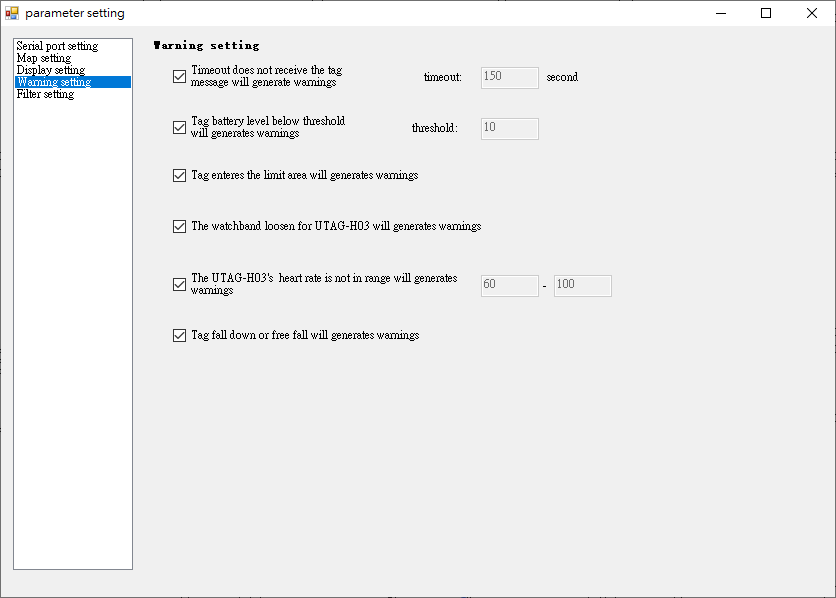 parameter setting
Serial port setting
Map setting
Display setting
Warning setting
Filter setting
Warning setting
Timeout does not receive the tag
message will generate warnings
timeout: 150 second
Tag battery level below threshold
will generates warnings
threshold: 10
Tag enteres the limit area will generates warnings
The watchband loosen for UTAG-H03 will generates warnings
The UTAG-H03's heart rate is not in range will generates
warnings
60 - 100
Tag fall down or free fall will generates warnings